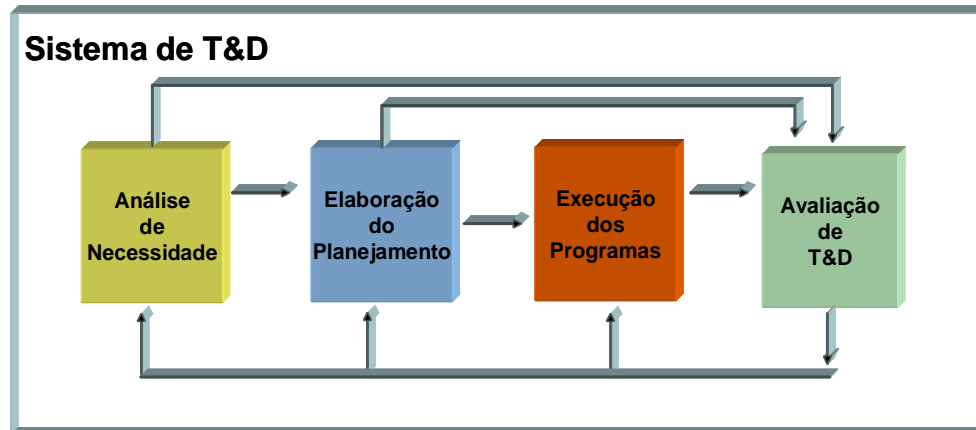 Sistema de T&D
Análise
de
Necessidade
Elaboração
do
Planejamento
Execução
dos
Programas
Avaliação
de
T&D